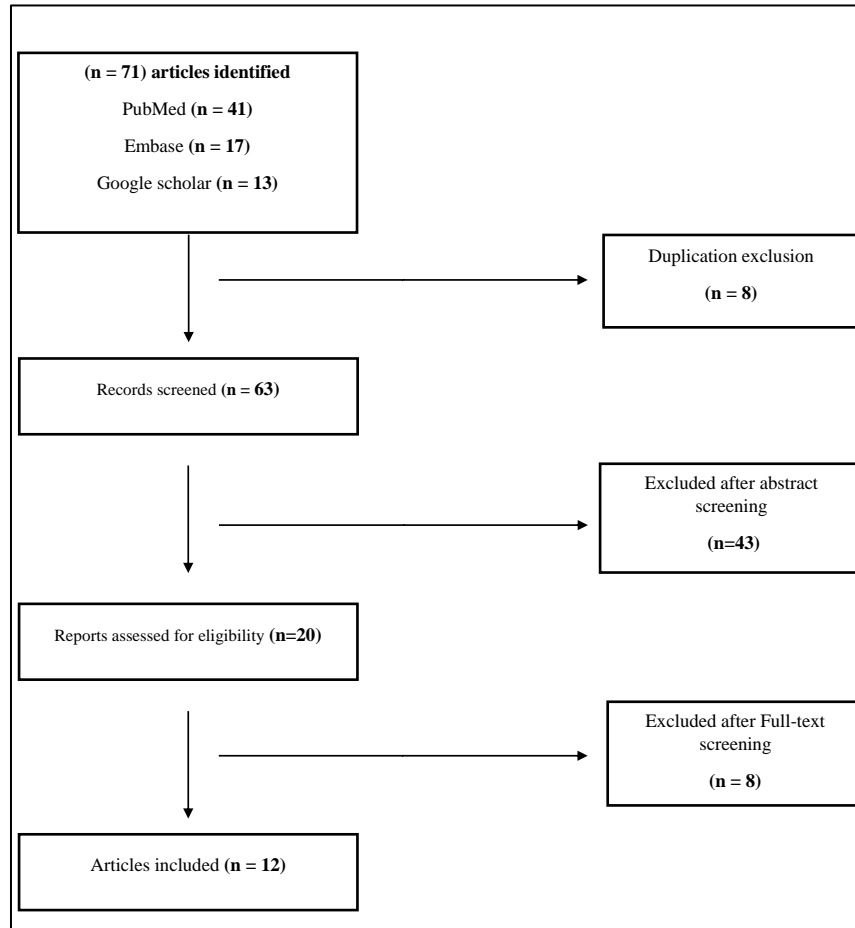 (n = 71) articles identified
PubMed (n = 41)
Embase (n = 17)
Google scholar (n = 13)
Duplication exclusion
(n = 8)
Records screened (n = 63)
Excluded after abstract
screening
(n=43)
Reports assessed for eligibility (n=20)
Excluded after Full-text
screening
(n = 8)
Articles included (n = 12)